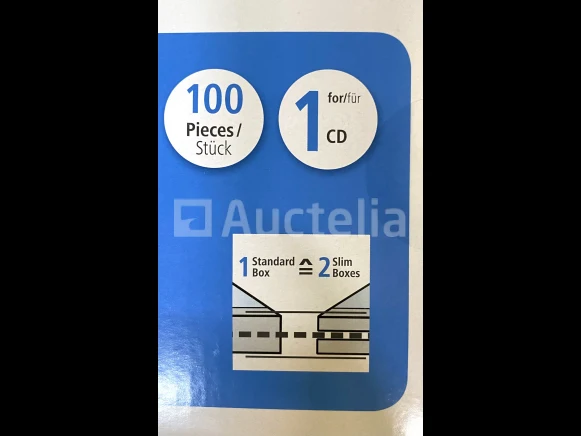 100
Pieces/
Stück
1 for/für
CD
Auctelia
1 Standard Box ≙ 2 Slim Boxes